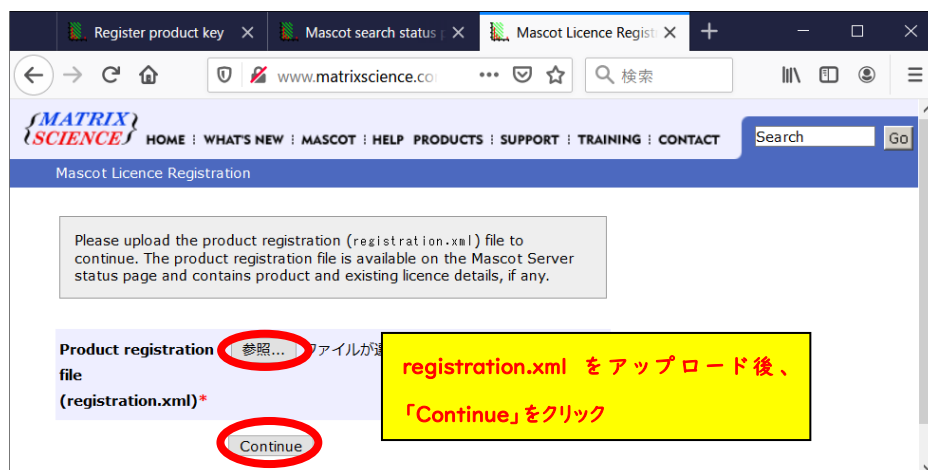 Register product key
Mascot search status p
Mascot Licence Regist
www.matrixscience.co
検索
{MATRIX}
{SCIENCE}
HOME : WHAT'S NEW : MASCOT : HELP PRODUCTS : SUPPORT : TRAINING : CONTACT
Search
Go
Mascot Licence Registration
Please upload the product registration (registration.xml) file to
continue. The product registration file is available on the Mascot Server
status page and contains product and existing licence details, if any.
Product registration
file
(registration.xml)*
参照...
ファイルが選
registration.xml をアップロード後、
「Continue」をクリック
Continue